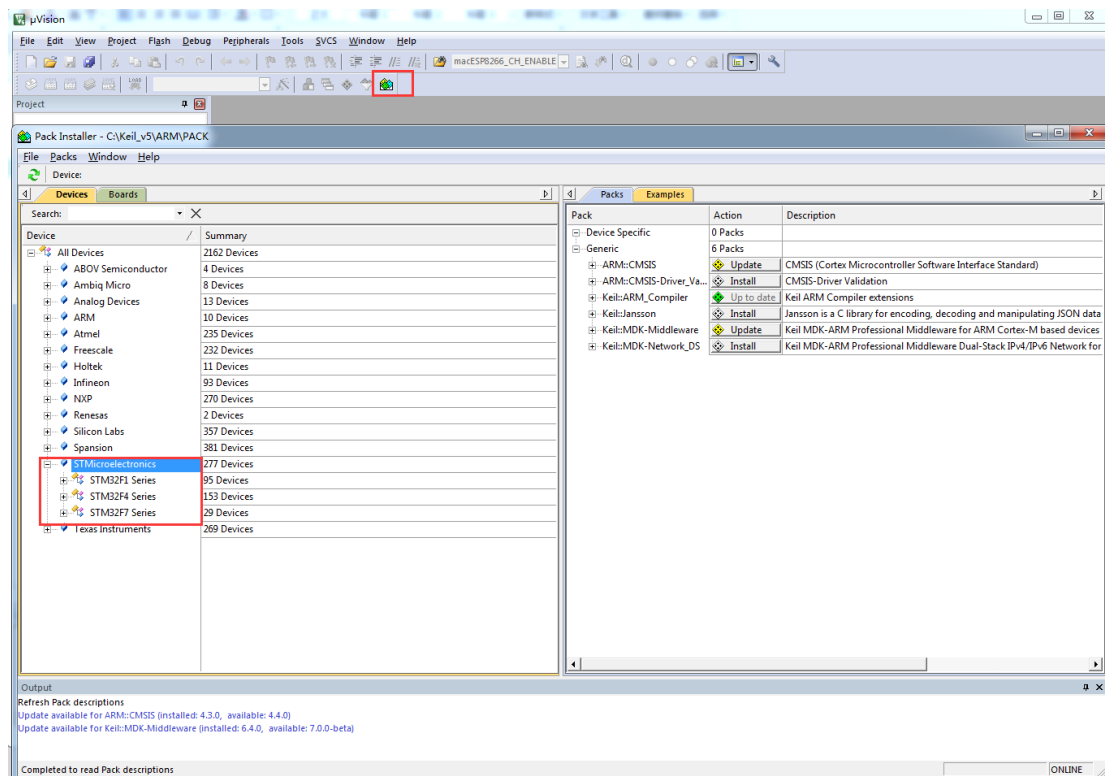 µVision
File Edit View Project Flash Debug Peripherals Tools SVCS Window Help
macESP8266_CH_ENABLE
LOAD
Project
Pack Installer - C:\Keil_v5\ARM\PACK
File Packs Window Help
Device:
Devices Boards
Packs Examples
Search:
Pack Action Description
Device / Summary
Device Specific 0 Packs
All Devices 2162 Devices
Generic 6 Packs
ABOV Semiconductor 4 Devices
ARM::CMSIS Update CMSIS (Cortex Microcontroller Software Interface Standard)
Ambiq Micro 8 Devices
ARM::CMSIS-Driver_Va... Install CMSIS-Driver Validation
Analog Devices 13 Devices
Keil::ARM_Compiler Up to date Keil ARM Compiler extensions
ARM 10 Devices
Keil::Jansson Install Jansson is a C library for encoding, decoding and manipulating JSON data
Atmel 235 Devices
Keil::MDK-Middleware Update Keil MDK-ARM Professional Middleware for ARM Cortex-M based devices
Freescale 232 Devices
Keil::MDK-Network_DS Install Keil MDK-ARM Professional Middleware Dual-Stack IPv4/IPv6 Network for
Holtek 11 Devices
Infineon 93 Devices
NXP 270 Devices
Renesas 2 Devices
Silicon Labs 357 Devices
Spansion 381 Devices
STMicroelectronics 277 Devices
STM32F1 Series 95 Devices
STM32F4 Series 153 Devices
STM32F7 Series 29 Devices
Texas Instruments 269 Devices
Output
Refresh Pack descriptions
Update available for ARM::CMSIS (installed: 4.3.0, available: 4.4.0)
Update available for Keil::MDK-Middleware (installed: 6.4.0, available: 7.0.0-beta)
Completed to read Pack descriptions
ONLINE